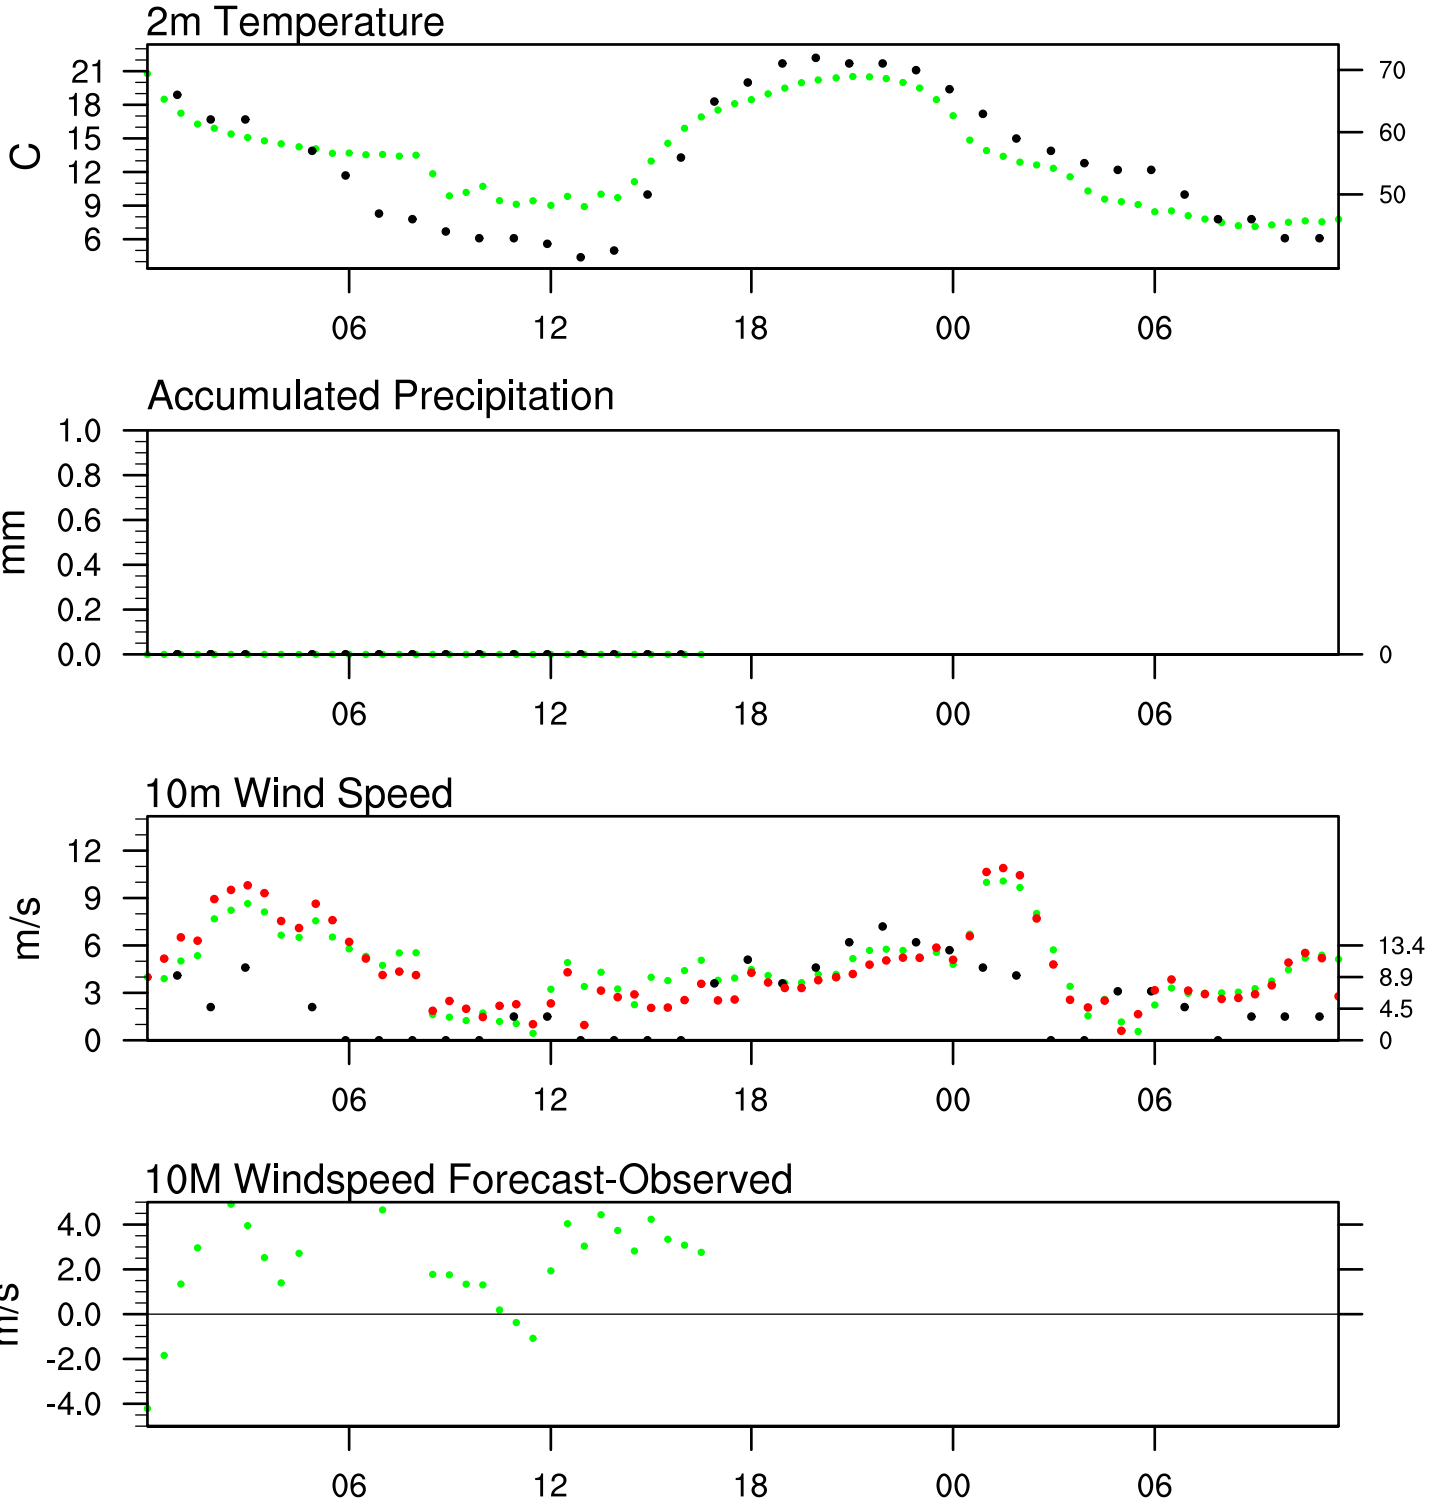 2m Temperature
21
18
15
12
9
6
C
70
60
50
06 12 18 00 06
Accumulated Precipitation
1.0
0.8
0.6
0.4
0.2
0.0
mm
0
06 12 18 00 06
10m Wind Speed
12
9
6
3
0
m/s
13.4
8.9
4.5
0
06 12 18 00 06
10M Windspeed Forecast-Observed
4.0
2.0
0.0
-2.0
-4.0
m/s
06 12 18 00 06